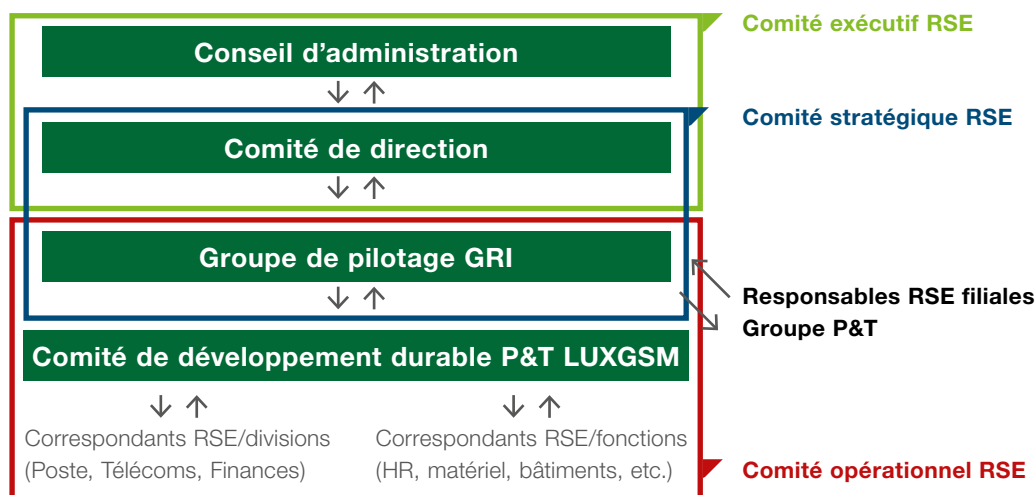 Comité exécutif RSE
Conseil d'administration
Comité stratégique RSE
Comité de direction
Groupe de pilotage GRI
Responsables RSE filiales
Groupe P&T
Comité de développement durable P&T LUXGSM
Correspondants RSE/divisions
(Poste, Télécoms, Finances)
Correspondants RSE/fonctions
(HR, matériel, bâtiments, etc.)
Comité opérationnel RSE